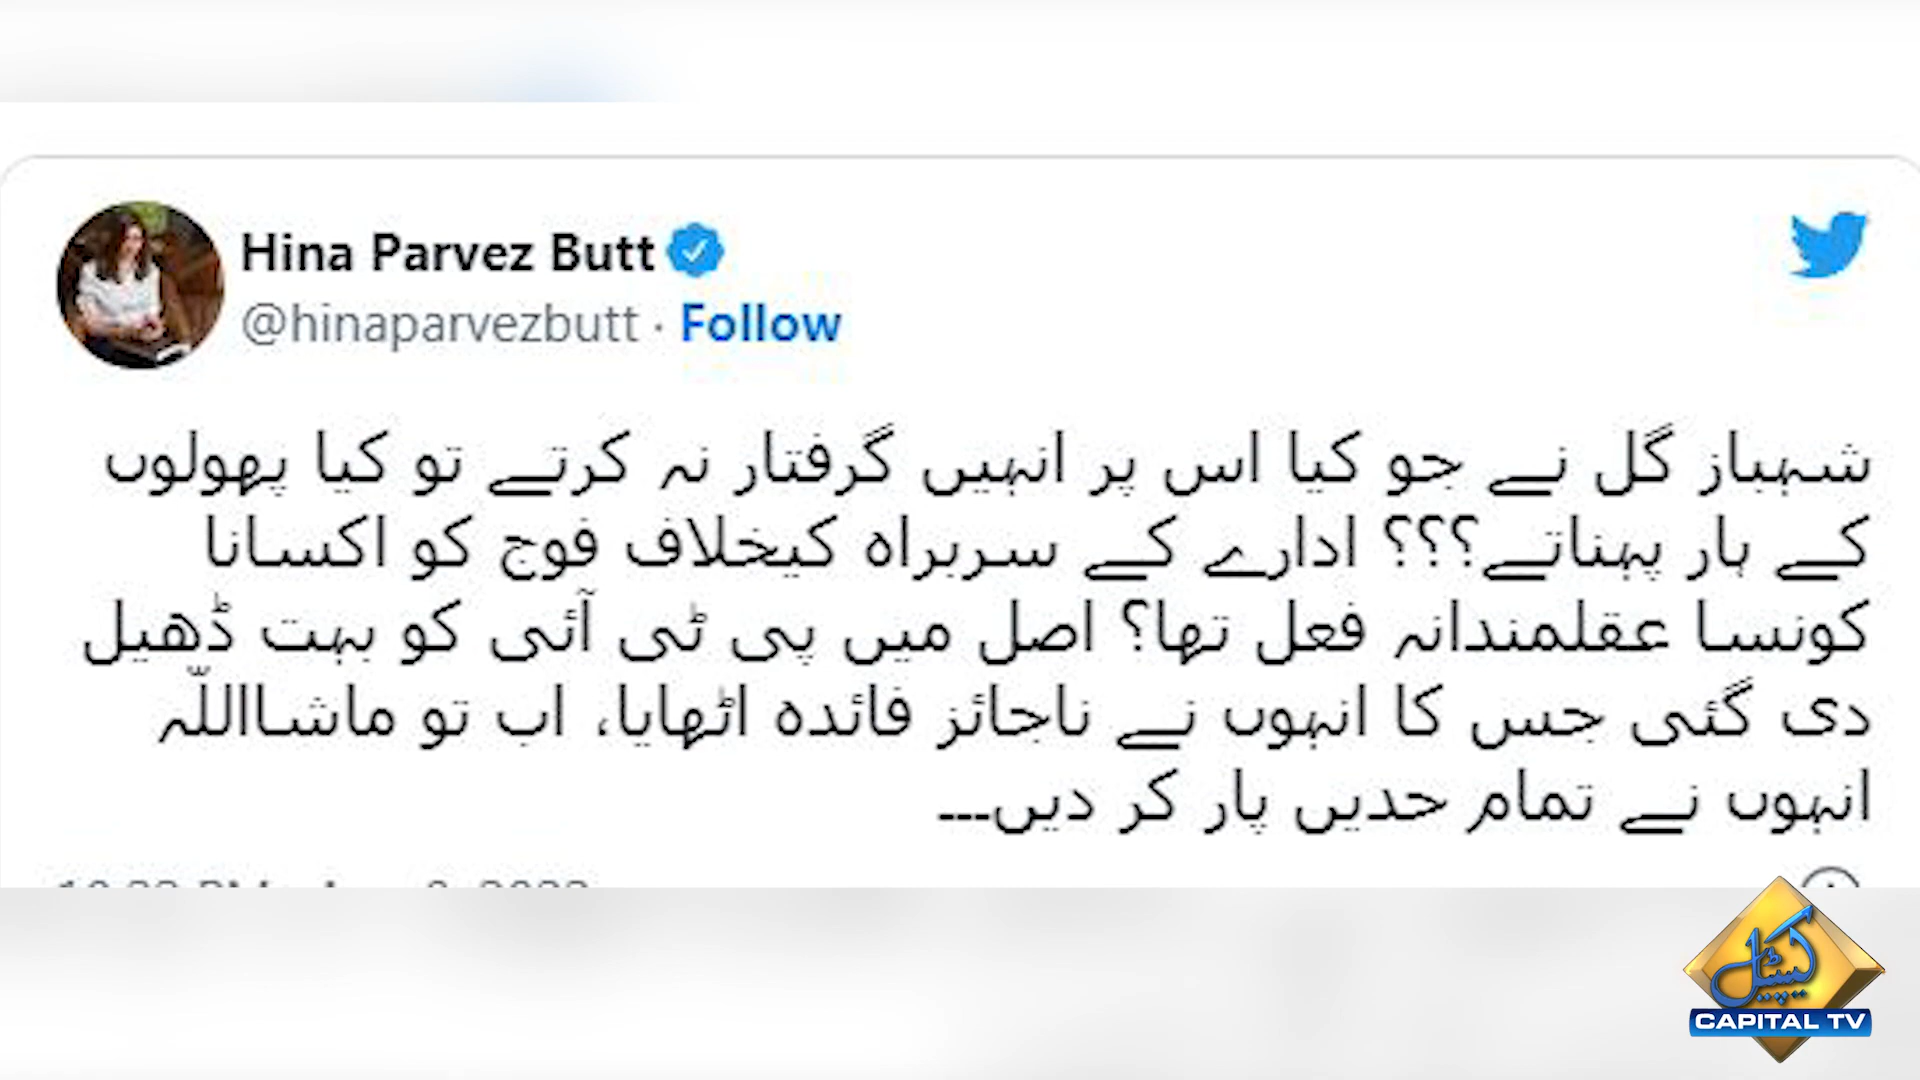 Hina Parvez Butt
@hinaparvezbutt · Follow
شہباز گل نے جو کیا اس پر انہیں گرفتار نہ کرتے تو کیا پھولوں
کے ہار پہناتے؟؟؟ ادارے کے سربراہ کیخلاف فوج کو اکسانا
کونسا عقلمندانہ فعل تھا؟ اصل میں پی ٹی آئی کو بہت ڈھیل
دی گئی جس کا انہوں نے ناجائز فائدہ اٹھایا، اب تو ماشااللّہ
انہوں نے تمام حدیں پار کر دیں۔۔۔
کیپیٹل
CAPITAL TV